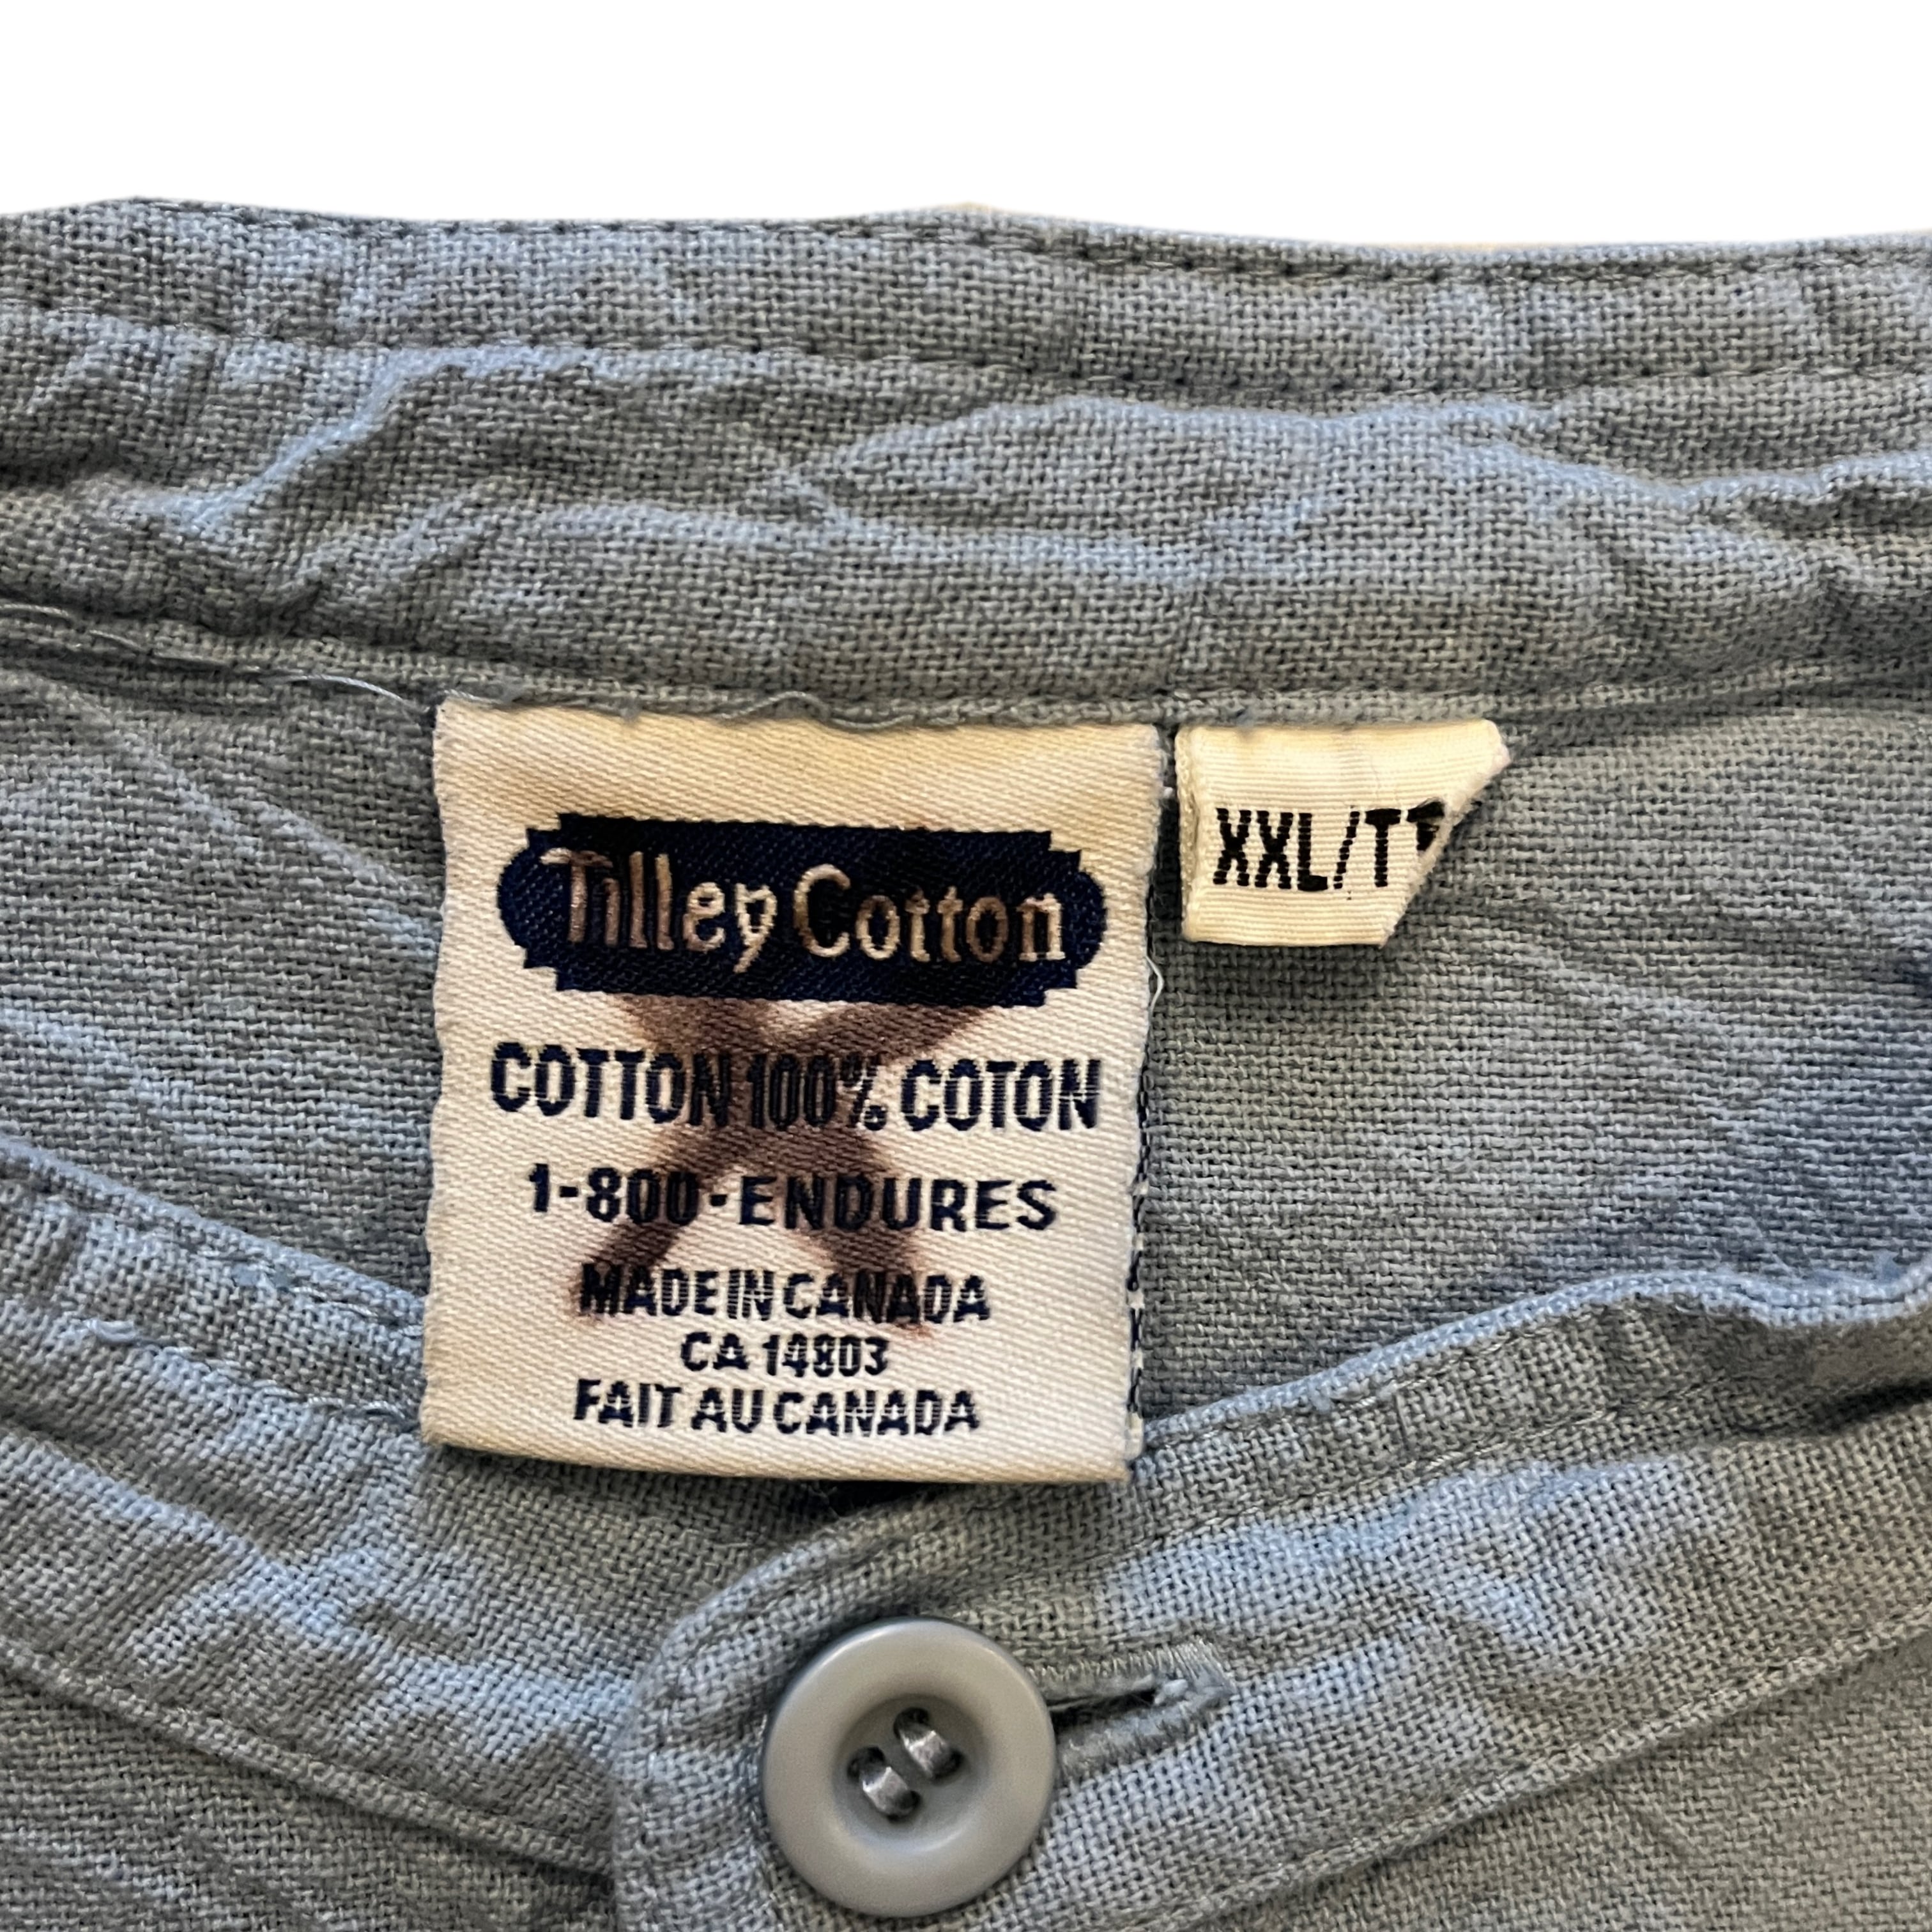 Tilley Cotton
COTTON 100% COTON
1-800-ENDURES
MADE IN CANADA
CA 14803
FAIT AU CANADA
XXL/T